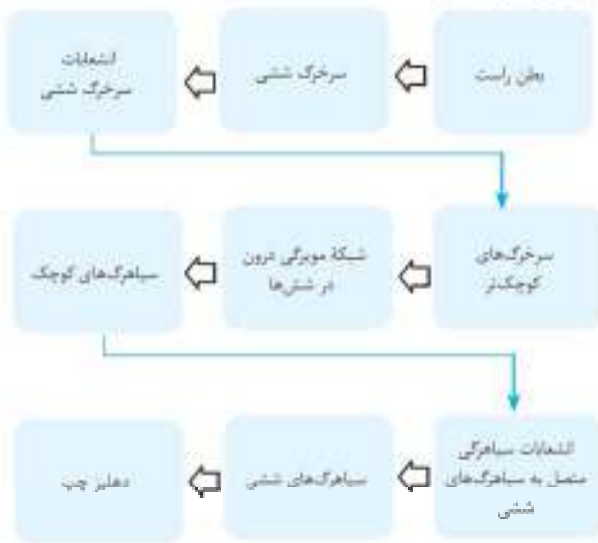 بطن راست
سرخرگ ششی
انشعابات
سرخرگ ششی
سرخرگ‌های
کوچک‌تر
شبکهٔ مویرگی درون
در شش‌ها
سیاهرگ‌های کوچک
انشعابات سیاهرگی
متصل به سیاهرگ‌های
ششی
سیاهرگ‌های ششی
دهلیز چپ